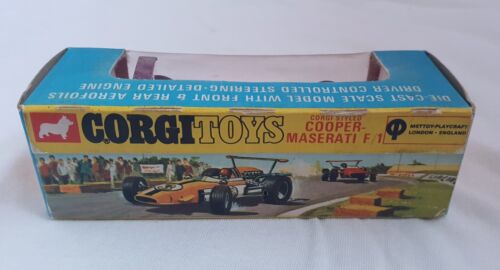 DIE-CAST SCALE MODEL WITH FRONT & REAR AEROFOILS
DRIVER CONTROLLED STEERING·DETAILED ENGINE
CORGI TOYS
CORGI STYLED
COOPER-
MASERATI F/1
METTOY-PLAYCRAFT
LONDON - ENGLAND